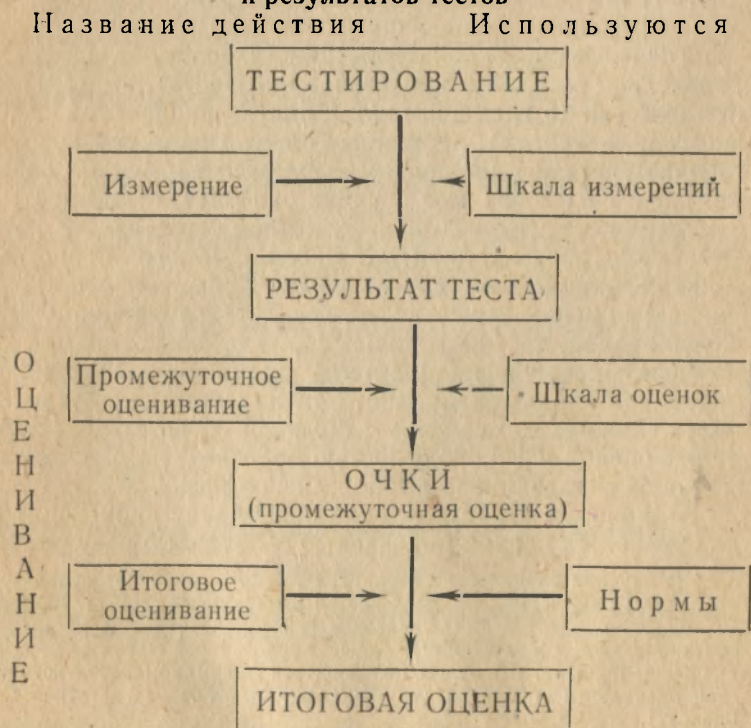 и результатов тестов
Название действия Используются
ТЕСТИРОВАНИЕ
Измерение
Шкала измерений
РЕЗУЛЬТАТ ТЕСТА
ОЦЕНИВАНИЕ
Промежуточное
оценивание
Шкала оценок
ОЧКИ
(промежуточная оценка)
Итоговое
оценивание
Нормы
ИТОГОВАЯ ОЦЕНКА